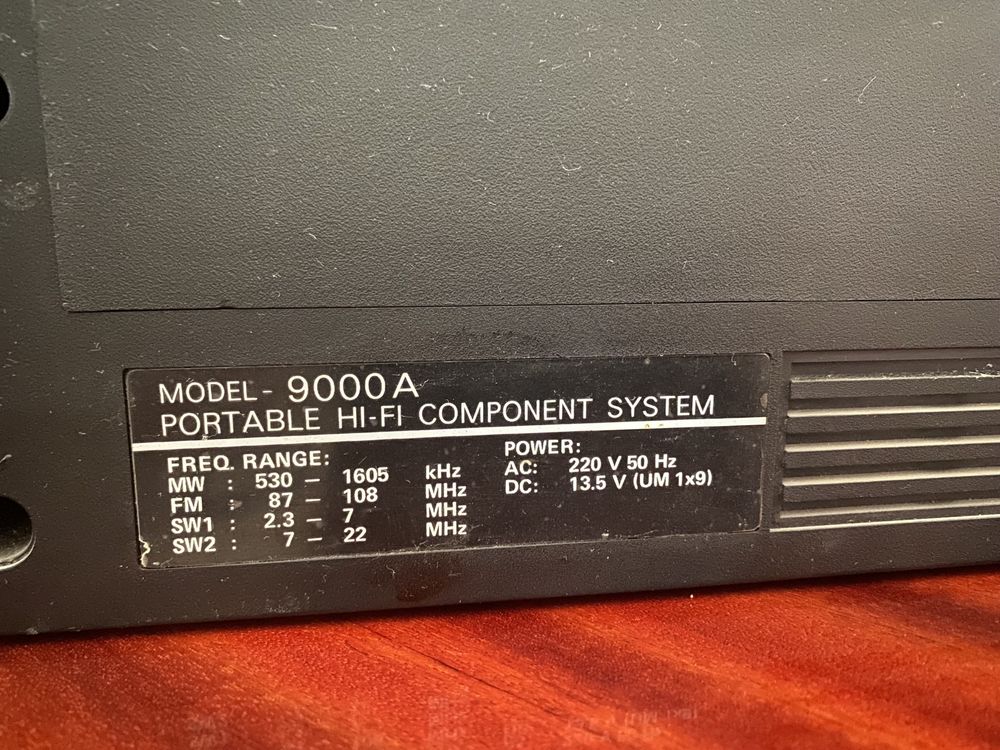 MODEL - 9000A
PORTABLE HI-FI COMPONENT SYSTEM
FREQ. RANGE:
MW : 530 - 1605 kHz
FM : 87 - 108 MHz
SW1 : 2.3 - 7 MHz
SW2 : 7 - 22 MHz
POWER:
AC: 220 V 50 Hz
DC: 13.5 V (UM 1x9)